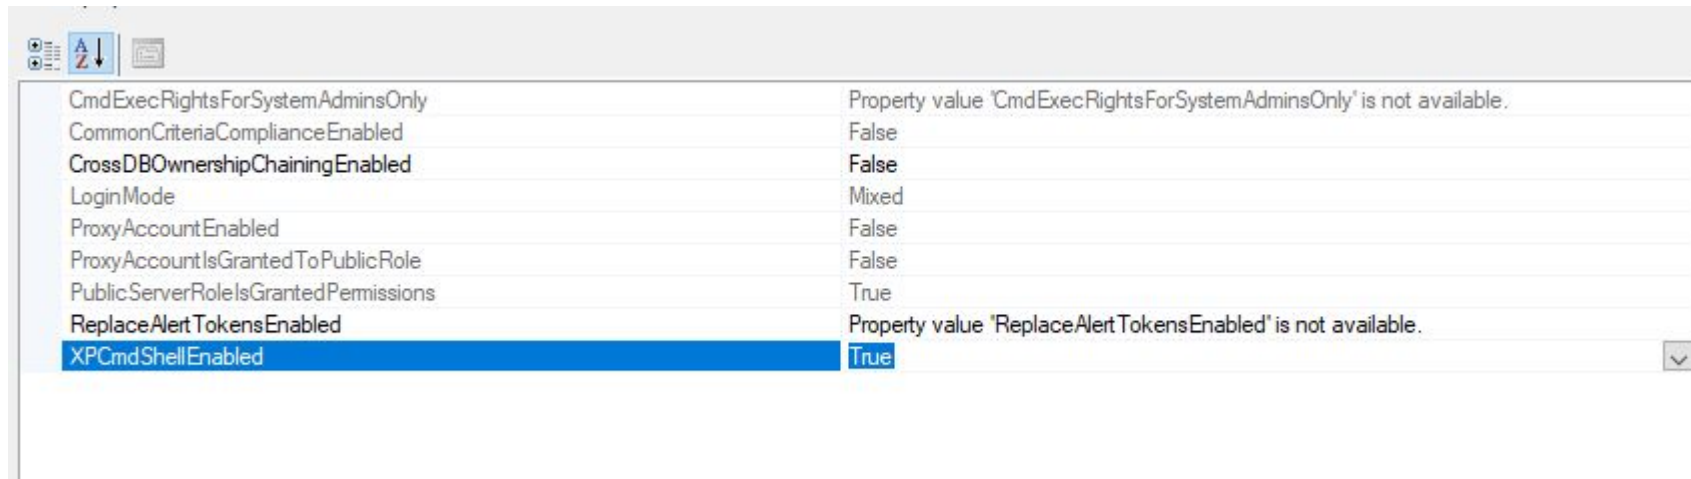 CmdExecRightsForSystemAdminsOnly Property value 'CmdExecRightsForSystemAdminsOnly' is not available.
CommonCriteriaComplianceEnabled False
CrossDBOwnershipChainingEnabled False
LoginMode Mixed
ProxyAccountEnabled False
ProxyAccountIsGrantedToPublicRole False
PublicServerRoleIsGrantedPermissions True
ReplaceAlertTokensEnabled Property value 'ReplaceAlertTokensEnabled' is not available.
XPCmdShellEnabled True